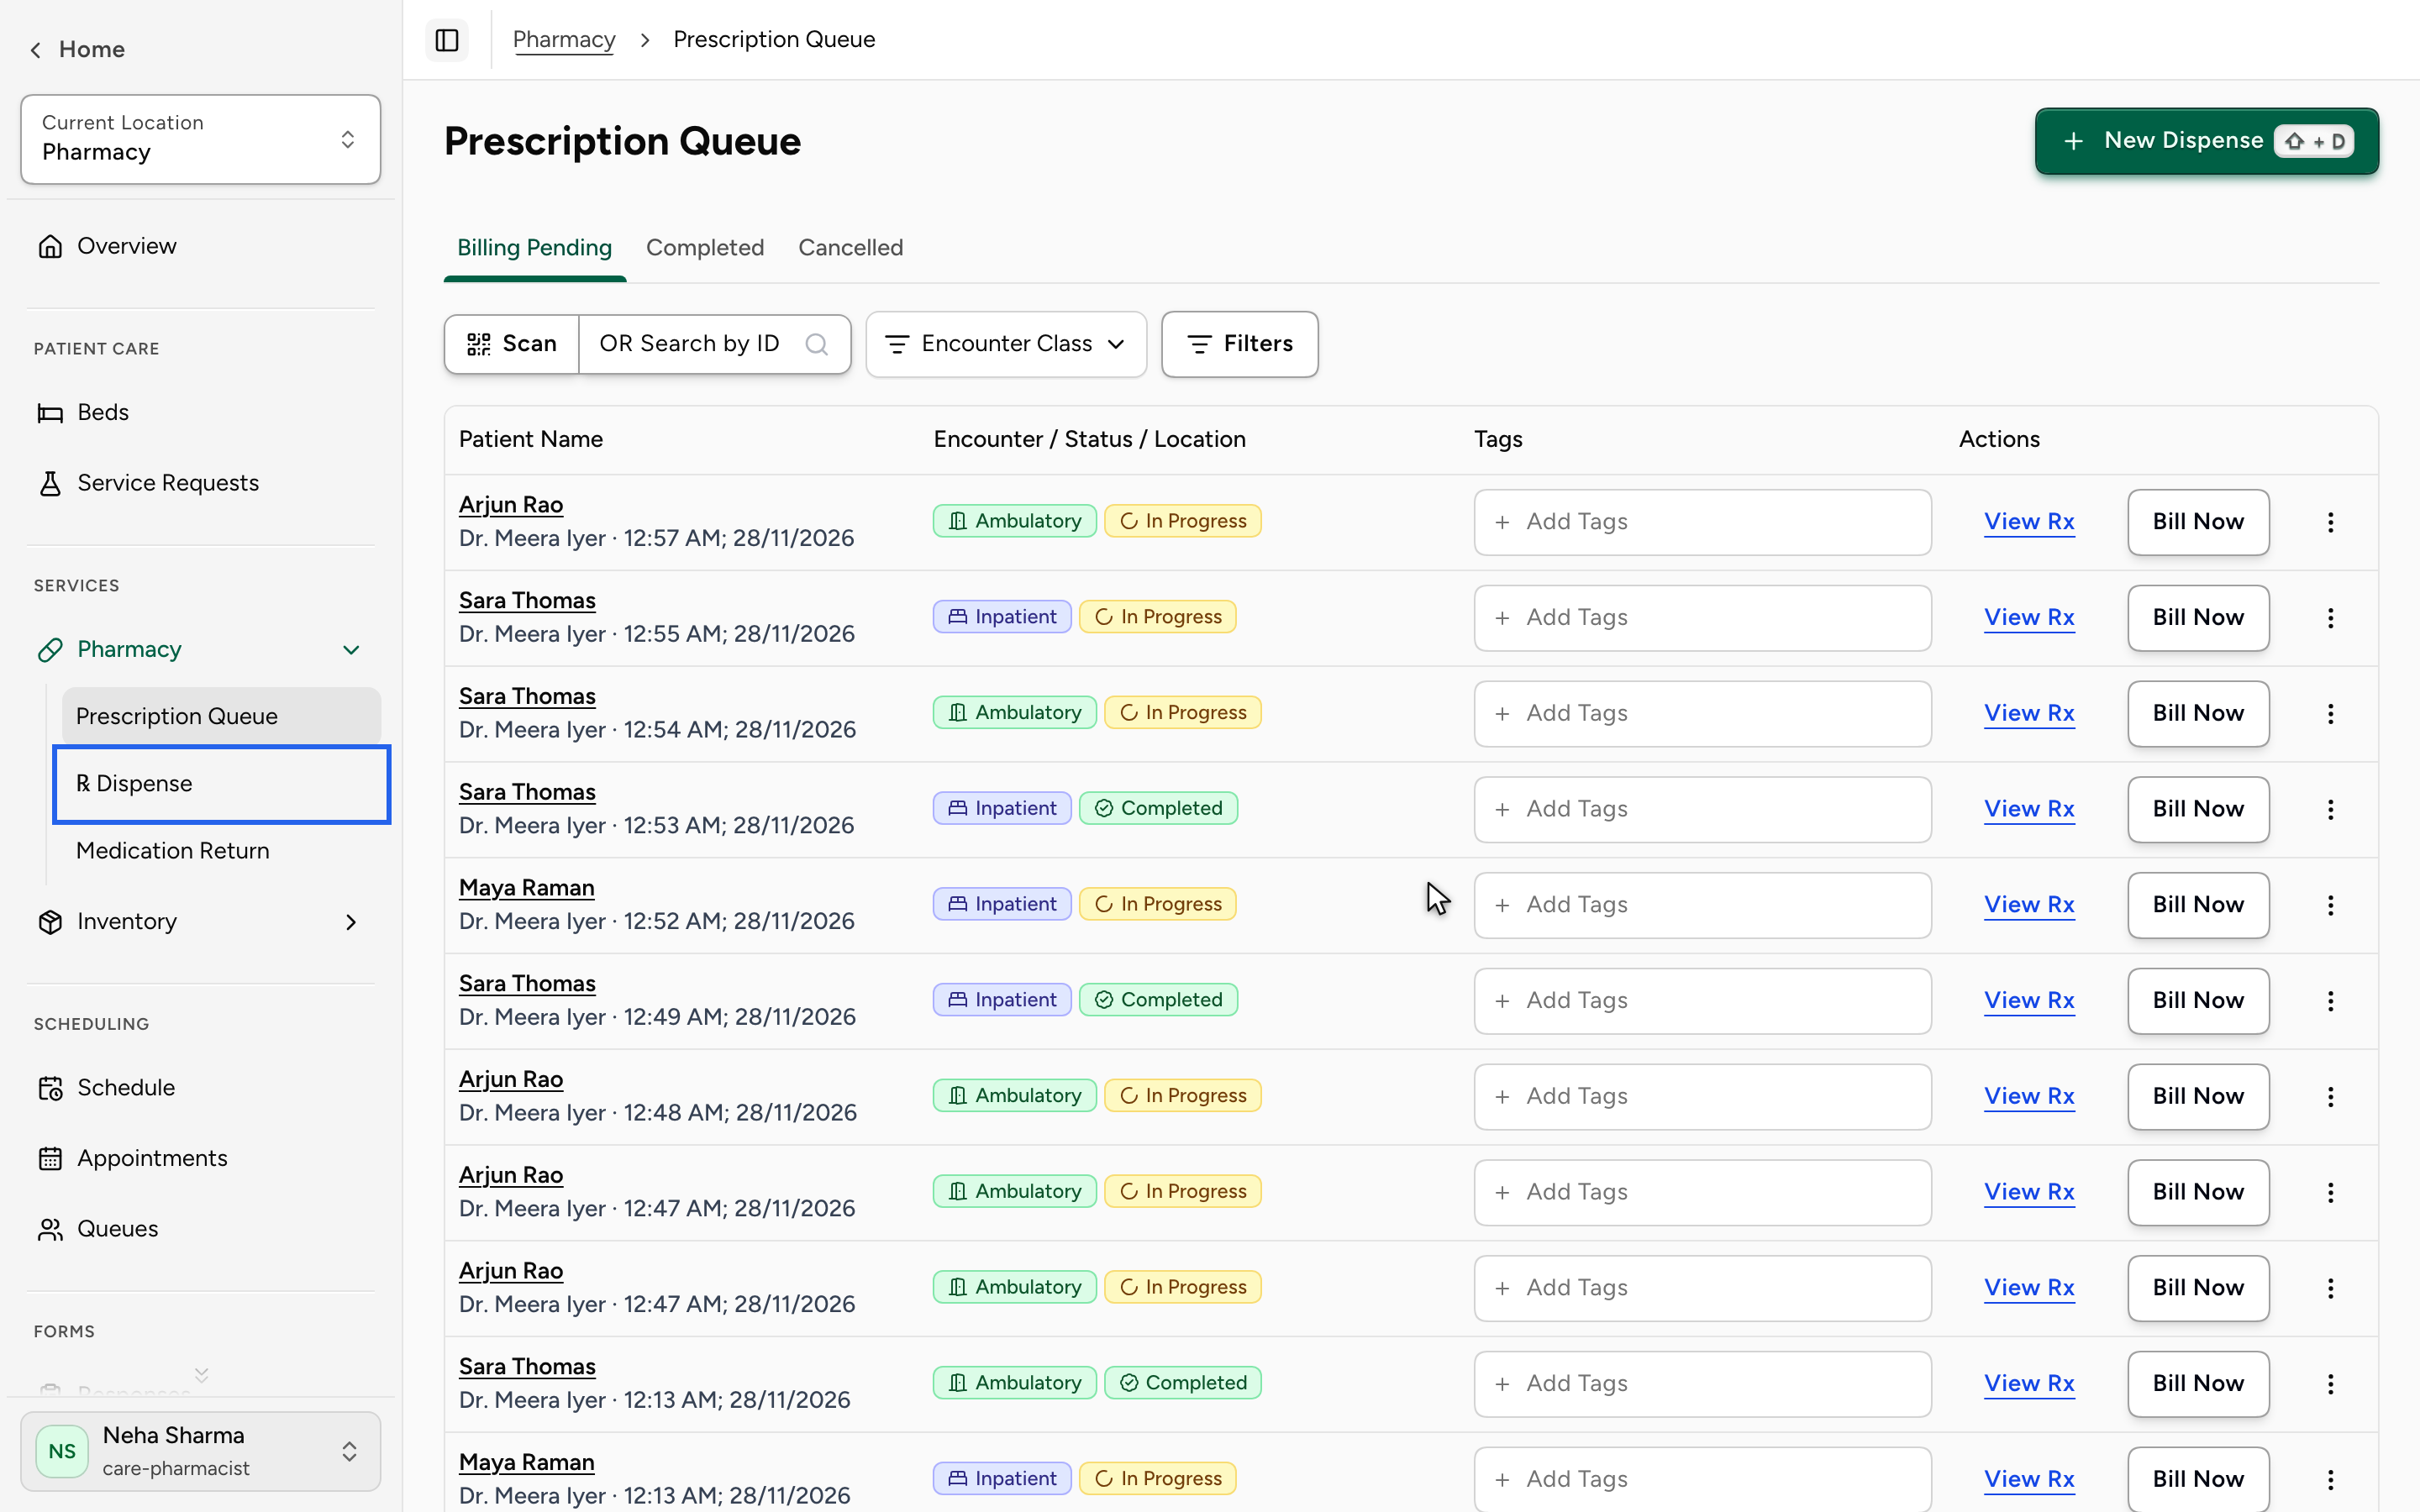 Home
Current Location
Pharmacy
Overview
PATIENT CARE
Beds
Service Requests
SERVICES
Pharmacy
Prescription Queue
℞ Dispense
Medication Return
Inventory
SCHEDULING
Schedule
Appointments
Queues
FORMS
Responses
NS
Neha Sharma
care-pharmacist
Pharmacy > Prescription Queue
Prescription Queue
+ New Dispense ⇧ + D
Billing Pending Completed Cancelled
Scan OR Search by ID Encounter Class Filters
Patient Name Encounter / Status / Location Tags Actions
Arjun Rao
Dr. Meera Iyer · 12:57 AM; 28/11/2026
Ambulatory In Progress + Add Tags View Rx Bill Now
Sara Thomas
Dr. Meera Iyer · 12:55 AM; 28/11/2026
Inpatient In Progress + Add Tags View Rx Bill Now
Sara Thomas
Dr. Meera Iyer · 12:54 AM; 28/11/2026
Ambulatory In Progress + Add Tags View Rx Bill Now
Sara Thomas
Dr. Meera Iyer · 12:53 AM; 28/11/2026
Inpatient Completed + Add Tags View Rx Bill Now
Maya Raman
Dr. Meera Iyer · 12:52 AM; 28/11/2026
Inpatient In Progress + Add Tags View Rx Bill Now
Sara Thomas
Dr. Meera Iyer · 12:49 AM; 28/11/2026
Inpatient Completed + Add Tags View Rx Bill Now
Arjun Rao
Dr. Meera Iyer · 12:48 AM; 28/11/2026
Ambulatory In Progress + Add Tags View Rx Bill Now
Arjun Rao
Dr. Meera Iyer · 12:47 AM; 28/11/2026
Ambulatory In Progress + Add Tags View Rx Bill Now
Arjun Rao
Dr. Meera Iyer · 12:47 AM; 28/11/2026
Ambulatory In Progress + Add Tags View Rx Bill Now
Sara Thomas
Dr. Meera Iyer · 12:13 AM; 28/11/2026
Ambulatory Completed + Add Tags View Rx Bill Now
Maya Raman
Dr. Meera Iyer · 12:13 AM; 28/11/2026
Inpatient In Progress + Add Tags View Rx Bill Now